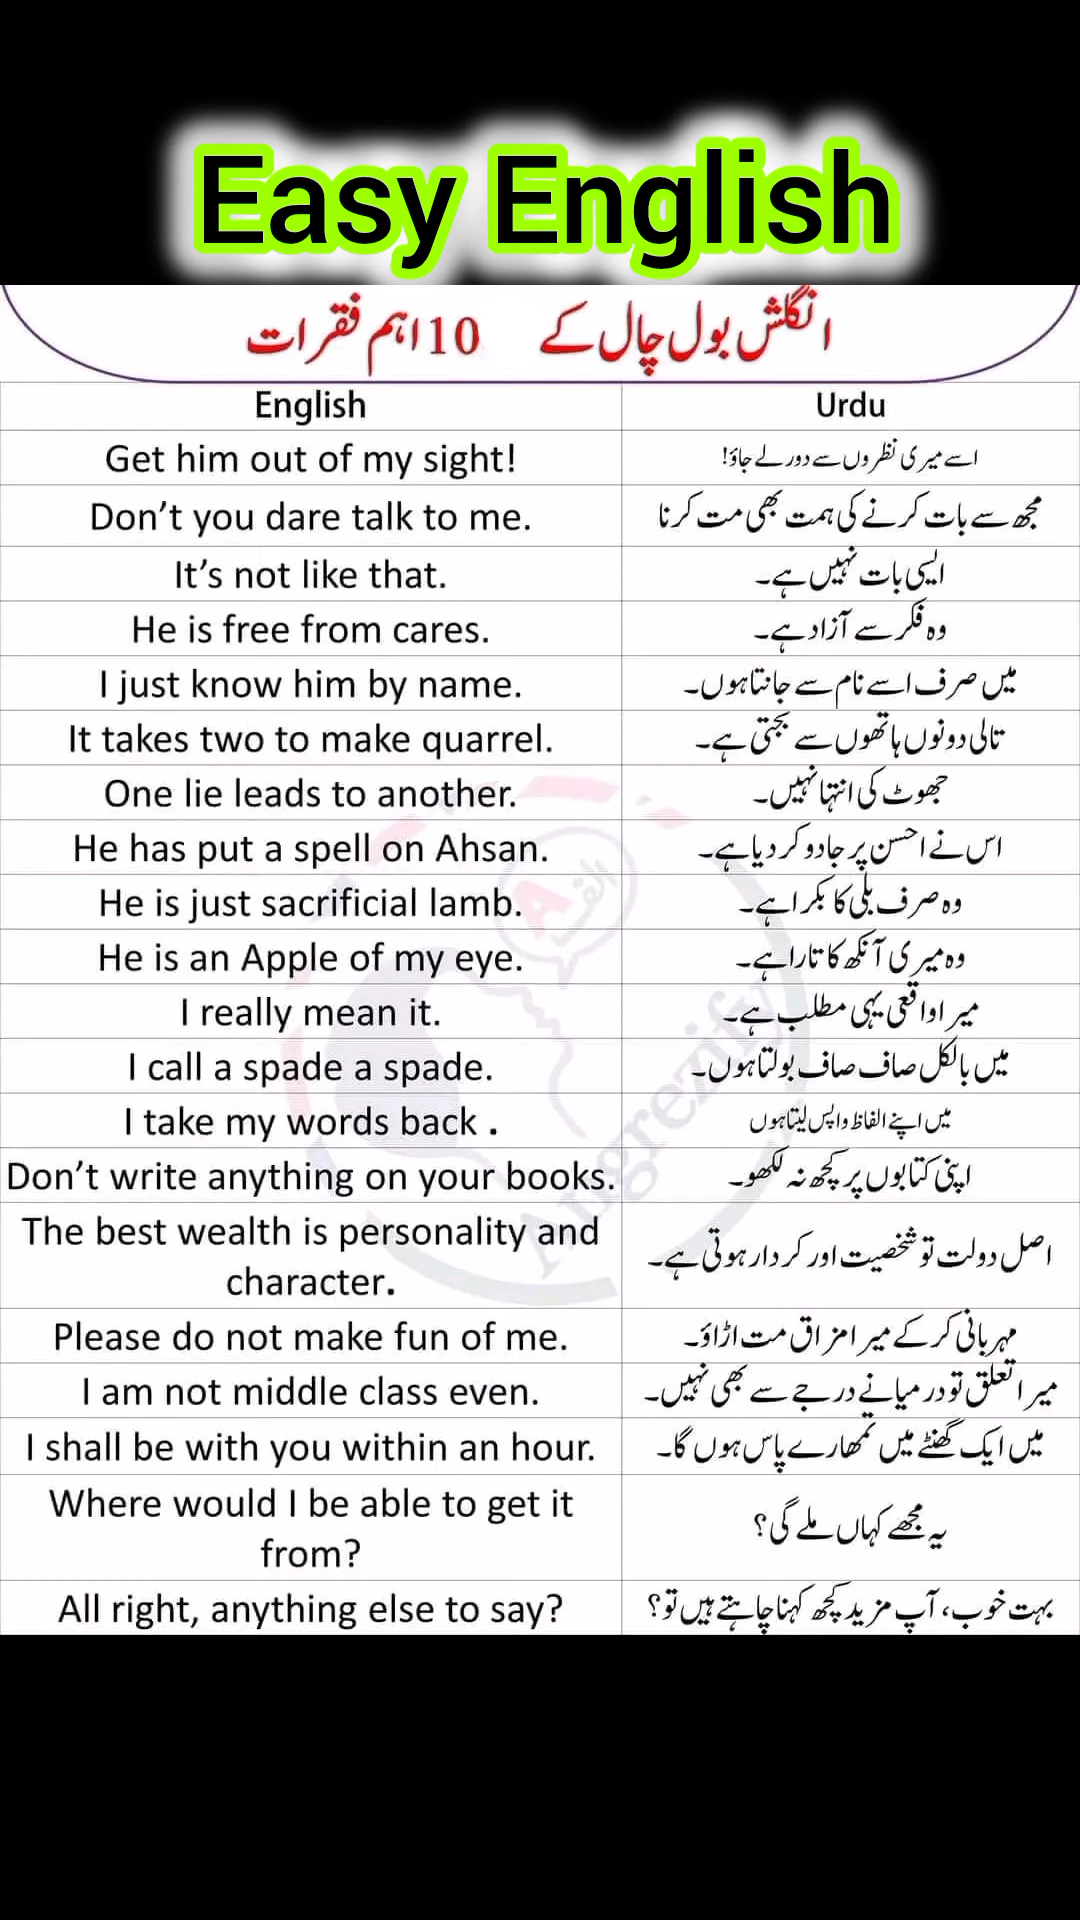 Easy English
انگلش بول چال کے 10 اہم فقرات
English
Urdu
Get him out of my sight!
اسے میری نظروں سے دور لے جاؤ!
Don’t you dare talk to me.
مجھ سے بات کرنے کی ہمت بھی مت کرنا
It’s not like that.
ایسی بات نہیں ہے۔
He is free from cares.
وہ فکر سے آزاد ہے۔
I just know him by name.
میں صرف اسے نام سے جانتا ہوں۔
It takes two to make quarrel.
تالی دونوں ہاتھوں سے بجتی ہے۔
One lie leads to another.
جھوٹ کی انتہا نہیں۔
He has put a spell on Ahsan.
اس نے احسن پر جادو کر دیا ہے۔
He is just sacrificial lamb.
وہ صرف بلی کا بکرا ہے۔
He is an Apple of my eye.
وہ میری آنکھ کا تارا ہے۔
I really mean it.
میرا واقعی یہی مطلب ہے۔
I call a spade a spade.
میں بالکل صاف صاف بولتا ہوں۔
I take my words back .
میں اپنے الفاظ واپس لیتا ہوں
Don’t write anything on your books.
اپنی کتابوں پر کچھ نہ لکھو۔
The best wealth is personality and
character.
اصل دولت تو شخصیت اور کردار ہوتی ہے۔
Please do not make fun of me.
مہربانی کر کے میرا مزاق مت اڑاؤ۔
I am not middle class even.
میرا تعلق تو درمیانے درجے سے بھی نہیں۔
I shall be with you within an hour.
میں ایک گھنٹے میں تمھارے پاس ہوں گا۔
Where would I be able to get it
from?
یہ مجھے کہاں ملے گی؟
All right, anything else to say?
بہت خوب، آپ مزید کچھ کہنا چاہتے ہیں تو؟
A الف
Angrezify